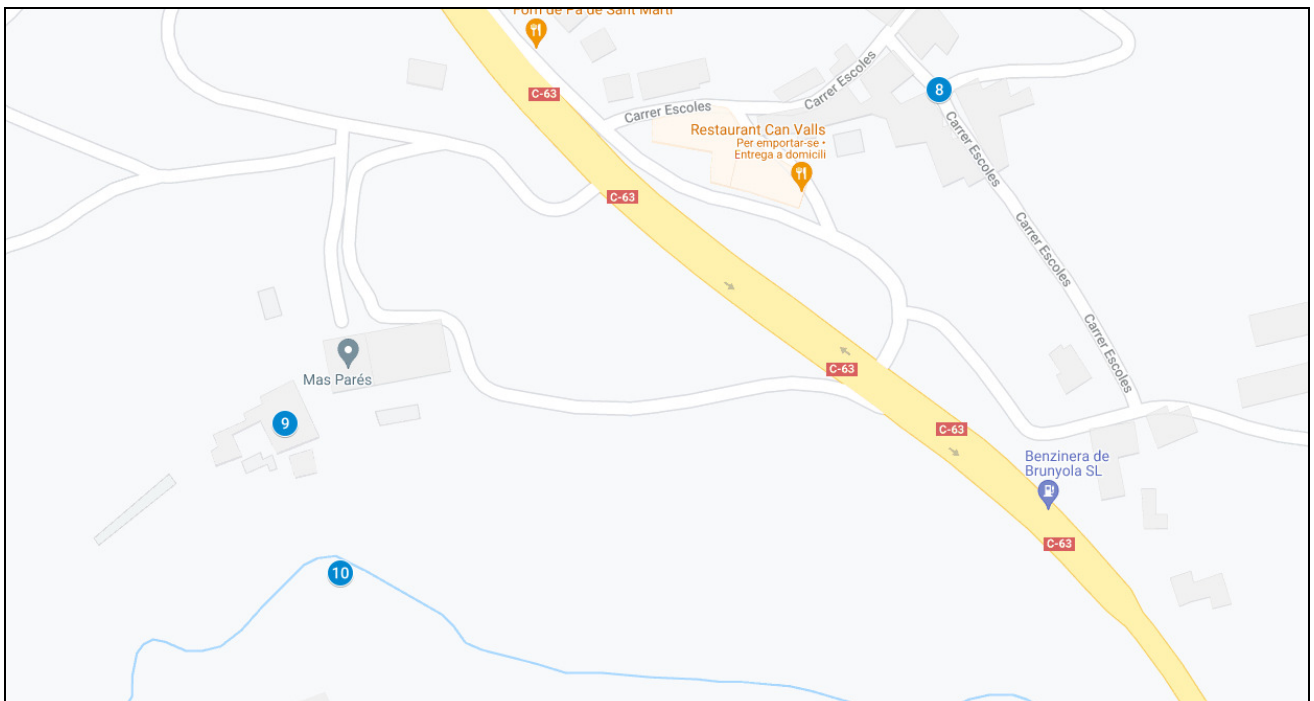 Forn de Pa de Sant Martí
C-63
Carrer Escoles
Carrer Escoles
8
Restaurant Can Valls
Per emportar-se •
Entrega a domicili
Carrer Escoles
C-63
Carrer Escoles
Carrer Escoles
C-63
Mas Parés
9
C-63
Benzinera de
Brunyola SL
C-63
10